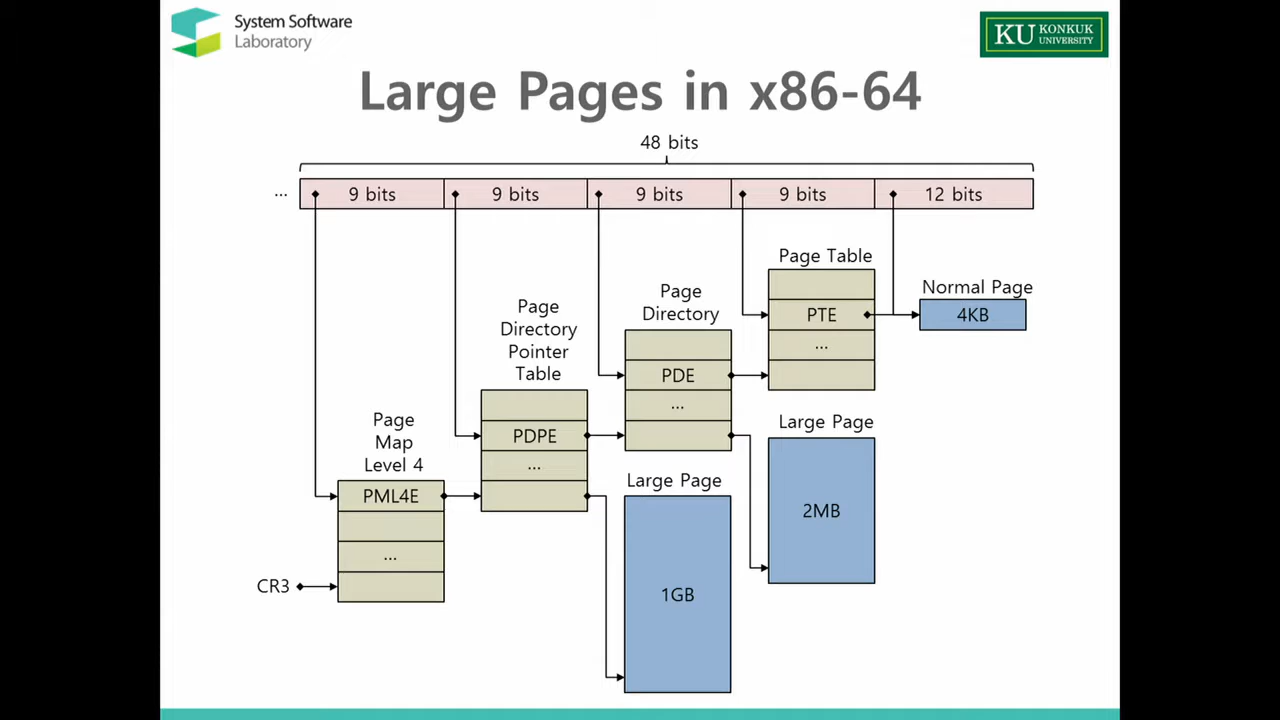 System Software
Laboratory
KU KONKUK
UNIVERSITY
Large Pages in x86-64
48 bits
...
9 bits
9 bits
9 bits
9 bits
12 bits
Page Table
PTE
...
Normal Page
4KB
Page
Directory
PDE
...
Page
Directory
Pointer
Table
PDPE
...
Large Page
2MB
Page
Map
Level 4
PML4E
...
Large Page
1GB
CR3